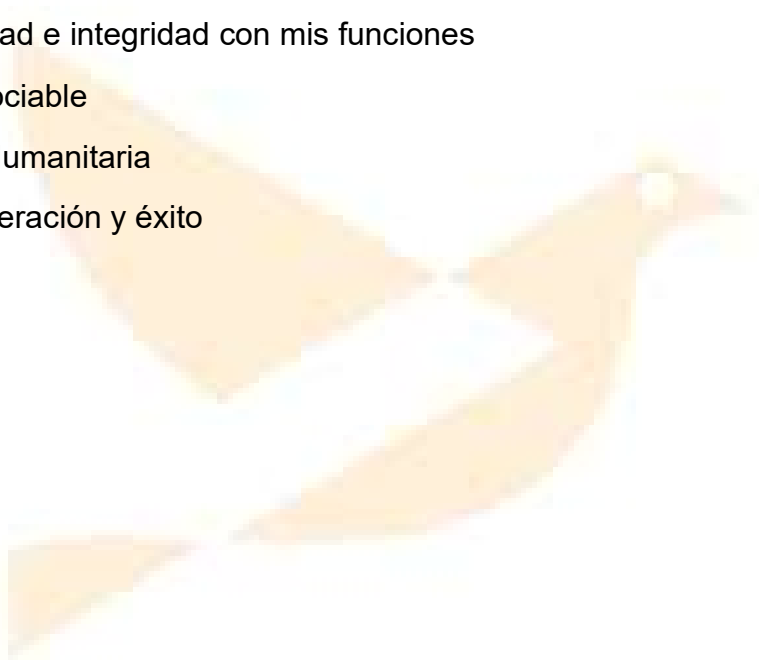 ad e integridad con mis funciones
ociable
umanitaria
eración y éxito